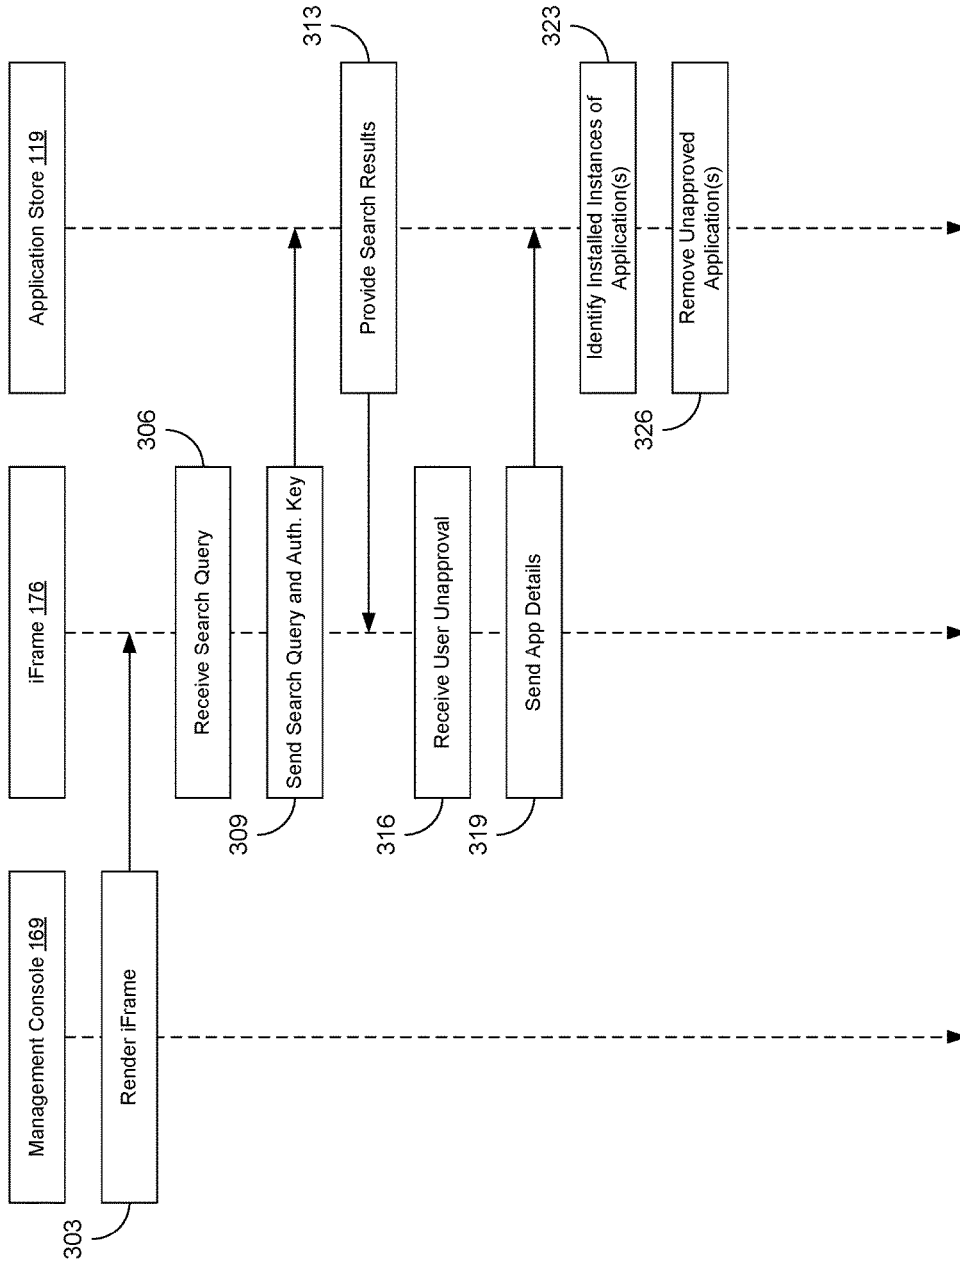 Management Console 169
iFrame 176
Application Store 119
303
Render iFrame
306
Receive Search Query
309
Send Search Query and Auth. Key
313
Provide Search Results
316
Receive User Unapproval
319
Send App Details
323
Identify Installed Instances of
Application(s)
326
Remove Unapproved
Application(s)